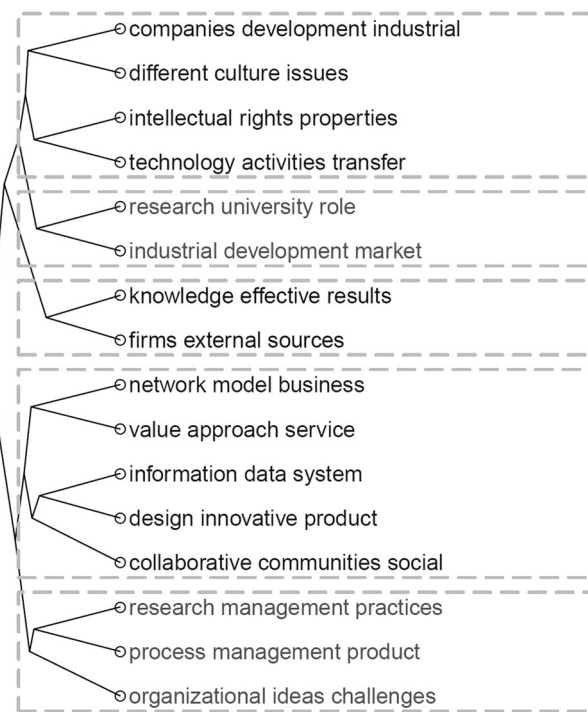 companies development industrial
different culture issues
intellectual rights properties
technology activities transfer
research university role
industrial development market
knowledge effective results
firms external sources
network model business
value approach service
information data system
design innovative product
collaborative communities social
research management practices
process management product
organizational ideas challenges